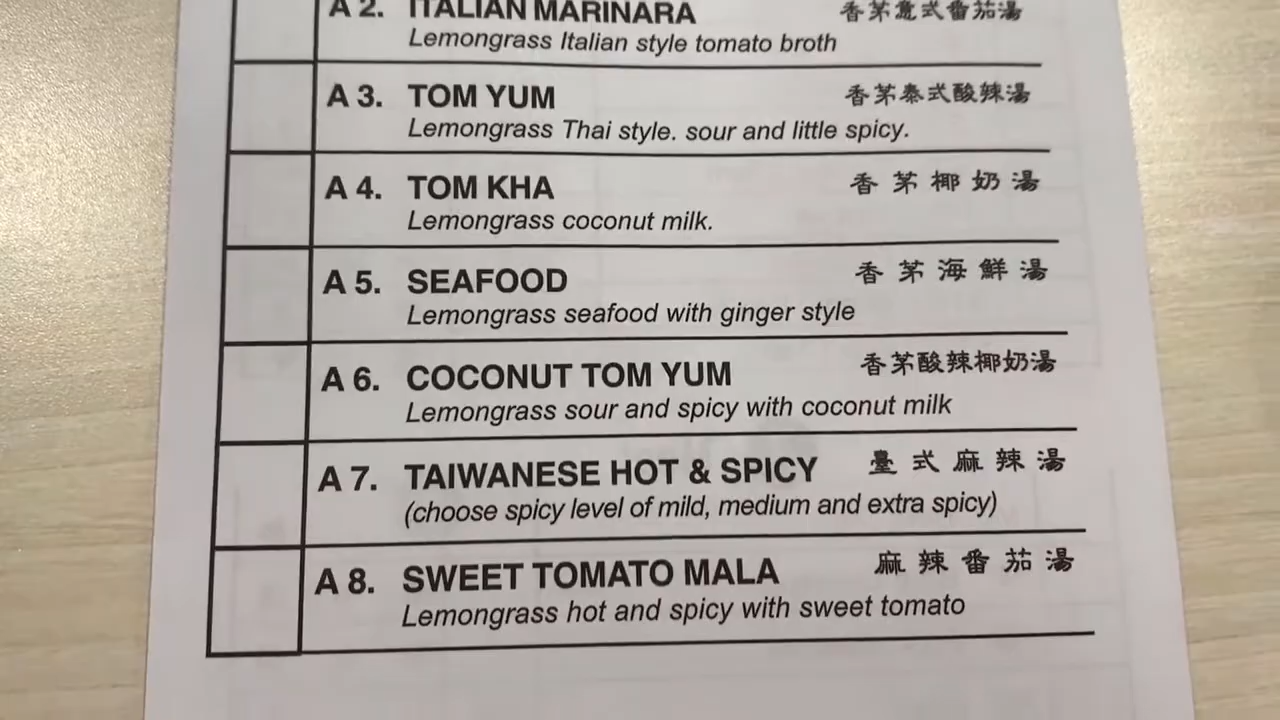 A 2. ITALIAN MARINARA 香茅意式番茄湯
Lemongrass Italian style tomato broth
A 3. TOM YUM 香茅泰式酸辣湯
Lemongrass Thai style. sour and little spicy.
A 4. TOM KHA 香茅椰奶湯
Lemongrass coconut milk.
A 5. SEAFOOD 香茅海鮮湯
Lemongrass seafood with ginger style
A 6. COCONUT TOM YUM 香茅酸辣椰奶湯
Lemongrass sour and spicy with coconut milk
A 7. TAIWANESE HOT & SPICY 臺式麻辣湯
(choose spicy level of mild, medium and extra spicy)
A 8. SWEET TOMATO MALA 麻辣番茄湯
Lemongrass hot and spicy with sweet tomato